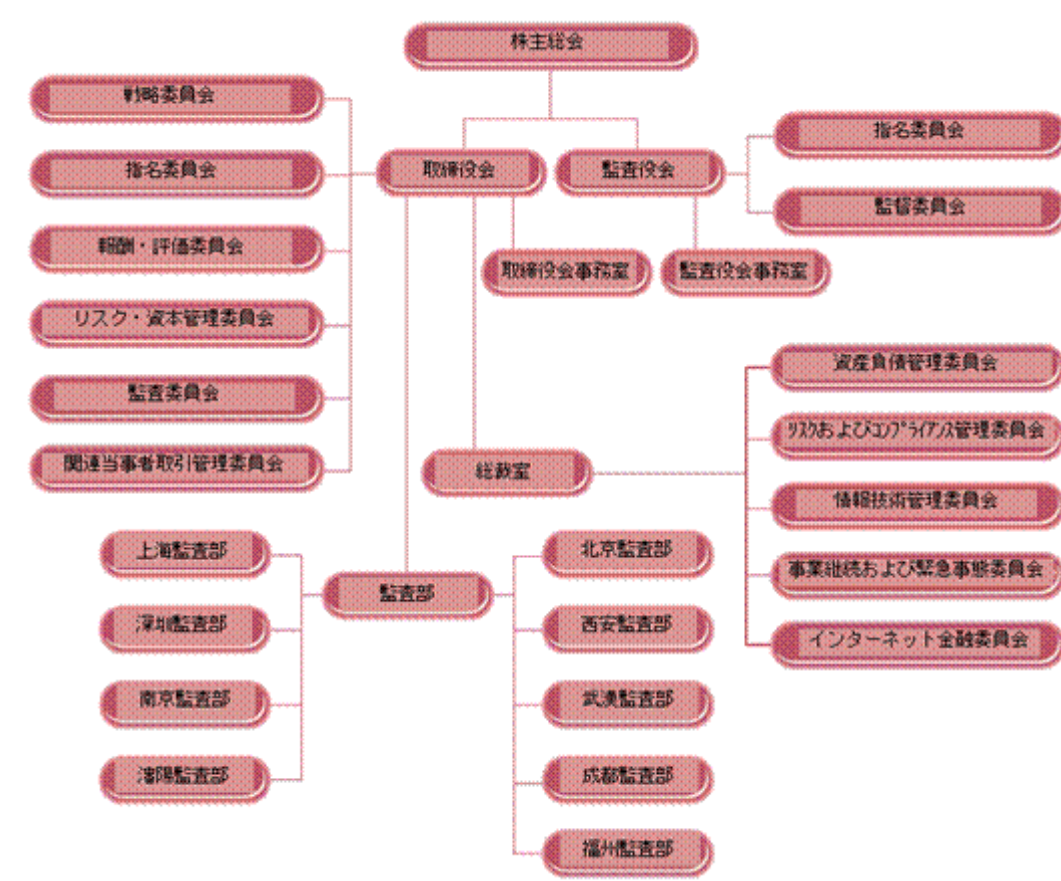 株主総会
戦略委員会
指名委員会
報酬・評価委員会
リスク・資本管理委員会
監査委員会
関連当事者取引管理委員会
取締役会
監査役会
指名委員会
監督委員会
取締役会事務室
監査役会事務室
総裁室
資産負債管理委員会
ﾘｽｸおよびｺﾝﾌﾟﾗｲｱﾝｽ管理委員会
情報技術管理委員会
事業継続および緊急事態委員会
インターネット金融委員会
監査部
上海監査部
深圳監査部
南京監査部
瀋陽監査部
北京監査部
西安監査部
武漢監査部
成都監査部
福州監査部